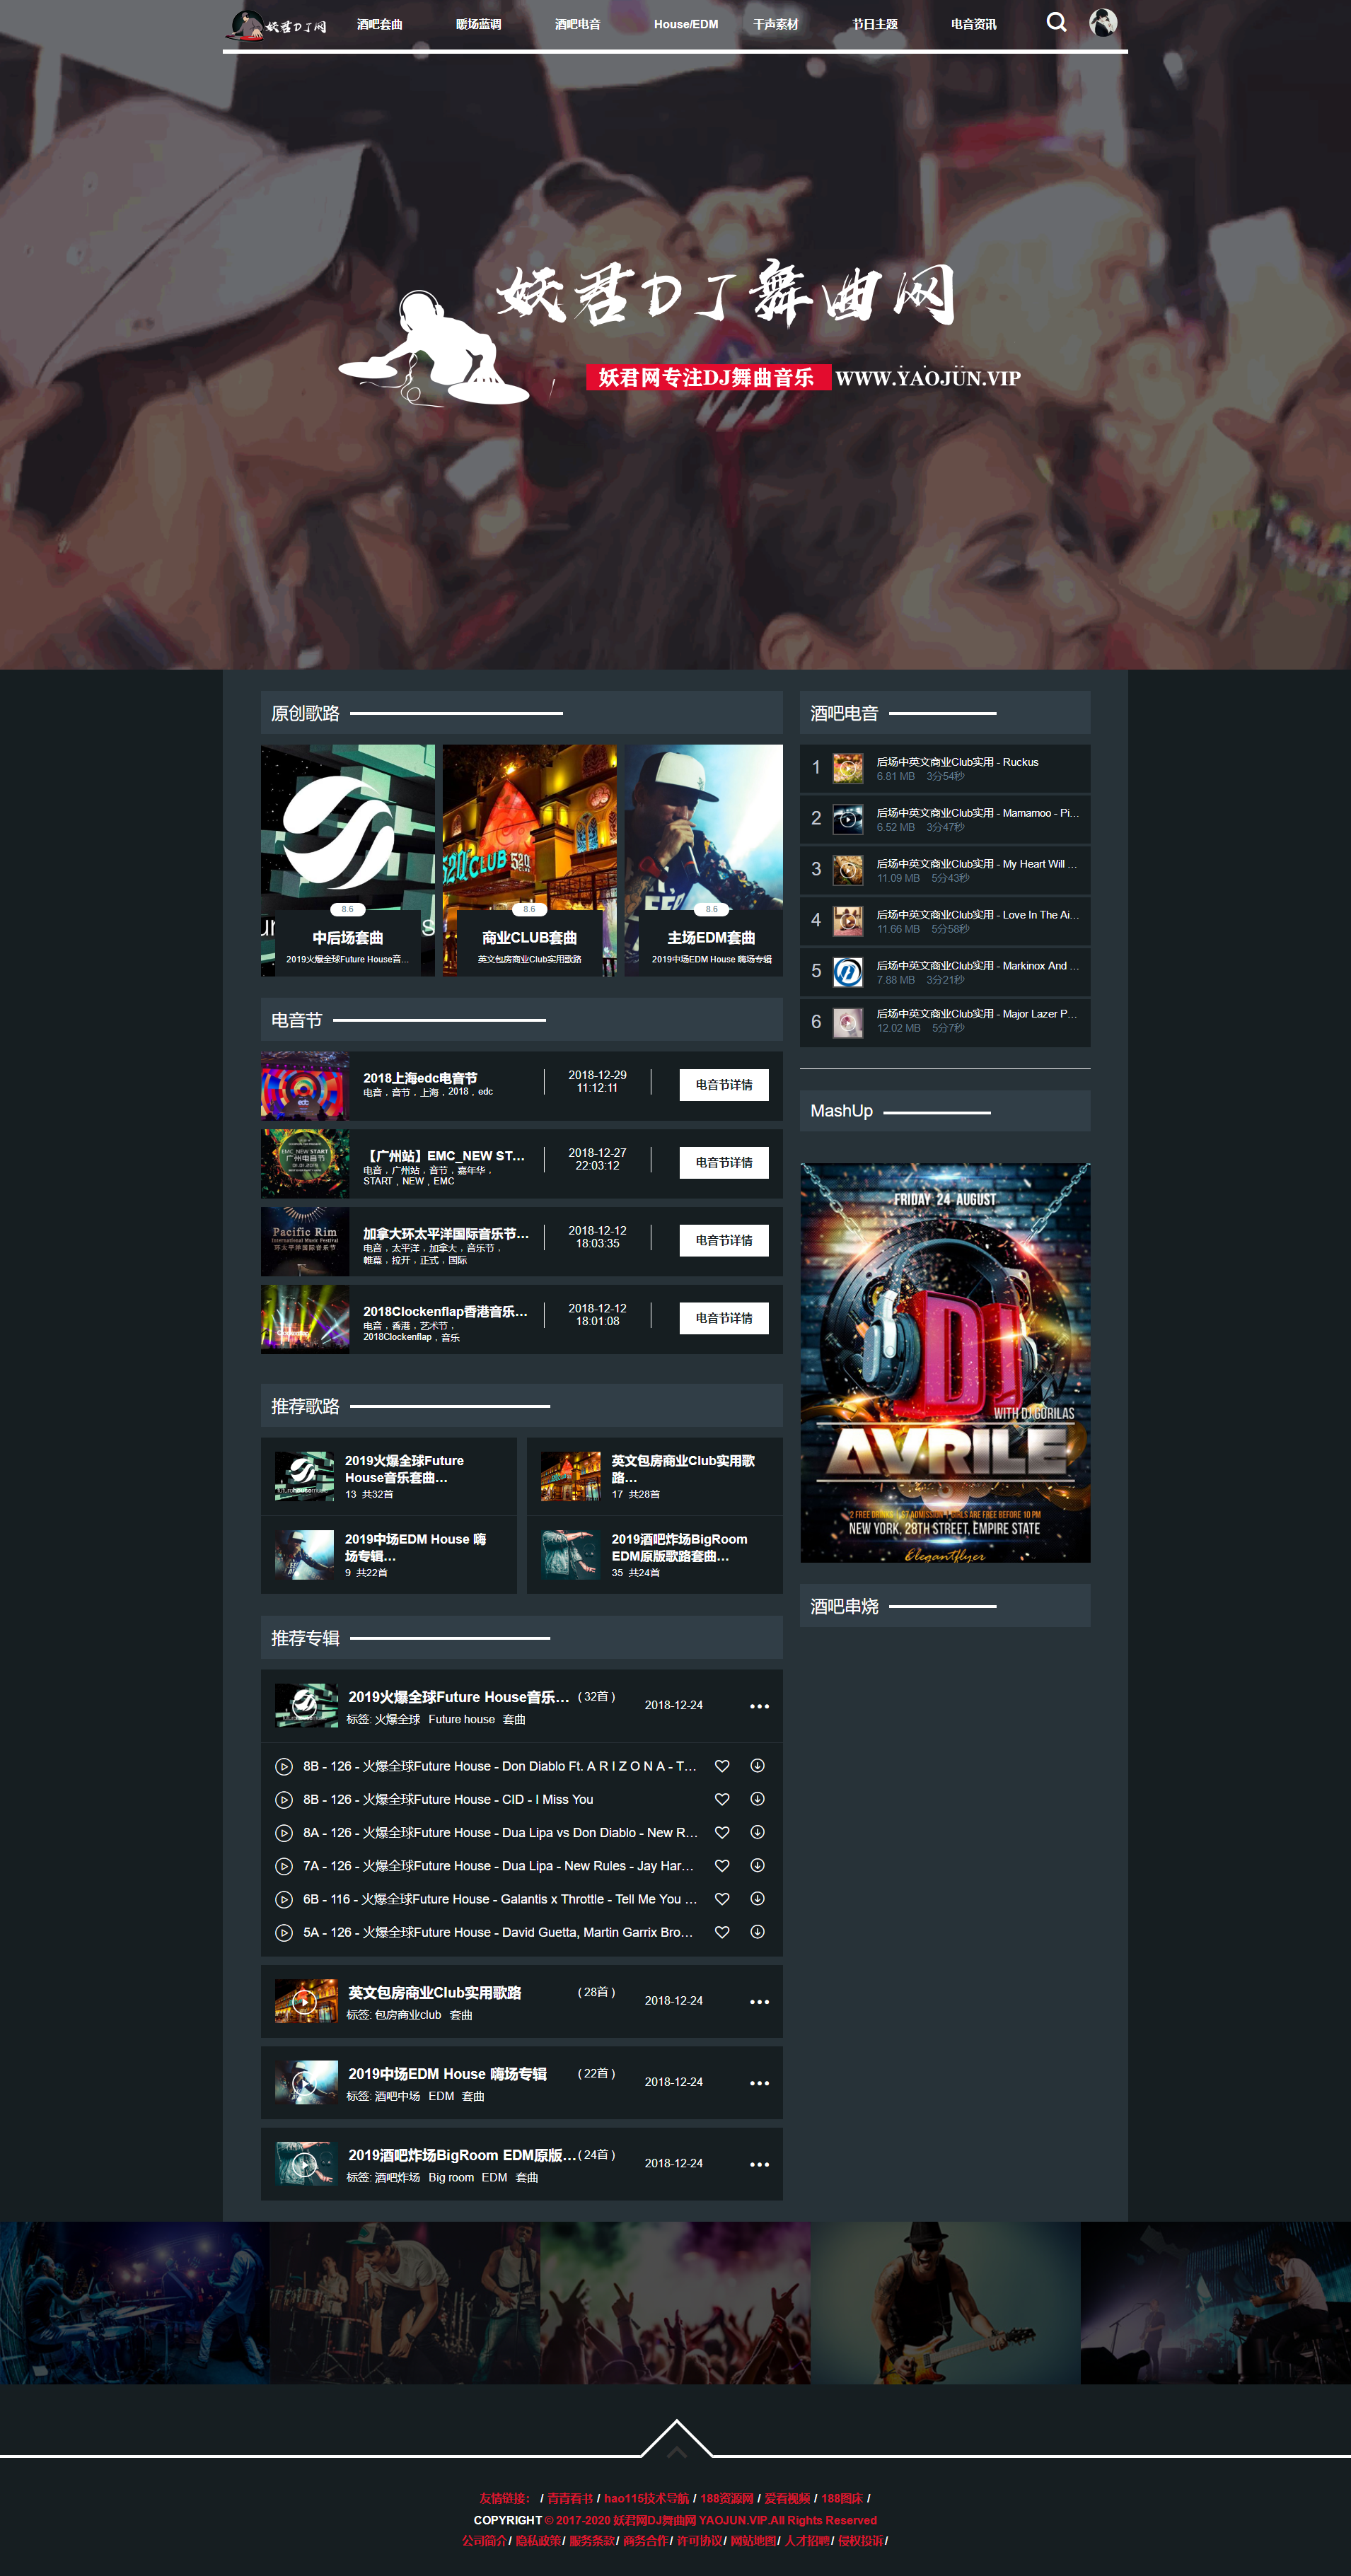 妖君DJ网
酒吧套曲
暖场蓝调
酒吧电音
House/EDM
干声素材
节日主题
电音资讯
妖君DJ舞曲网
妖君网专注DJ舞曲音乐 WWW.YAOJUN.VIP
原创歌路
8.6
中后场套曲
2019火爆全球Future House音...
520 CLUB
8.6
商业CLUB套曲
英文包房商业Club实用歌路
8.6
主场EDM套曲
2019中场EDM House 嗨场专辑
电音节
2018上海edc电音节
电音，音节，上海，2018，edc
2018-12-29
11:12:11
电音节详情
【广州站】EMC_NEW ST...
电音，广州站，音节，嘉年华，
START，NEW，EMC
2018-12-27
22:03:12
电音节详情
Pacific Rim
International Music Festival
环太平洋国际音乐节
加拿大环太平洋国际音乐节...
电音，太平洋，加拿大，音乐节，
帷幕，拉开，正式，国际
2018-12-12
18:03:35
电音节详情
2018Clockenflap香港音乐...
电音，香港，艺术节，
2018Clockenflap，音乐
2018-12-12
18:01:08
电音节详情
推荐歌路
2019火爆全球Future
House音乐套曲...
13 共32首
英文包房商业Club实用歌
路...
17 共28首
2019中场EDM House 嗨
场专辑...
9 共22首
2019酒吧炸场BigRoom
EDM原版歌路套曲...
35 共24首
推荐专辑
2019火爆全球Future House音乐... ( 32首 )
标签: 火爆全球 Future house 套曲
2018-12-24
8B - 126 - 火爆全球Future House - Don Diablo Ft. A R I Z O N A - T...
8B - 126 - 火爆全球Future House - CID - I Miss You
8A - 126 - 火爆全球Future House - Dua Lipa vs Don Diablo - New R...
7A - 126 - 火爆全球Future House - Dua Lipa - New Rules - Jay Har...
6B - 116 - 火爆全球Future House - Galantis x Throttle - Tell Me You ...
5A - 126 - 火爆全球Future House - David Guetta, Martin Garrix Bro...
英文包房商业Club实用歌路 ( 28首 )
标签: 包房商业club 套曲
2018-12-24
2019中场EDM House 嗨场专辑 ( 22首 )
标签: 酒吧中场 EDM 套曲
2018-12-24
2019酒吧炸场BigRoom EDM原版... ( 24首 )
标签: 酒吧炸场 Big room EDM 套曲
2018-12-24
酒吧电音
1 后场中英文商业Club实用 - Ruckus
6.81 MB 3分54秒
2 后场中英文商业Club实用 - Mamamoo - Pi...
6.52 MB 3分47秒
3 后场中英文商业Club实用 - My Heart Will ...
11.09 MB 5分43秒
4 后场中英文商业Club实用 - Love In The Ai...
11.66 MB 5分58秒
5 后场中英文商业Club实用 - Markinox And ...
7.88 MB 3分21秒
6 后场中英文商业Club实用 - Major Lazer P...
12.02 MB 5分7秒
MashUp
FRIDAY 24 AUGUST
DJ
WITH DJ GORILAS
AVRILE
2 FREE DRINKS | $7 ADMISSION | GIRLS ARE FREE BEFORE 10 PM
NEW YORK, 28TH STREET, EMPIRE STATE
Elegantflyer
酒吧串烧
友情链接： / 青青看书 / hao115技术导航 / 188资源网 / 爱看视频 / 188图床 /
COPYRIGHT © 2017-2020 妖君网DJ舞曲网 YAOJUN.VIP.All Rights Reserved
公司简介/ 隐私政策/ 服务条款/ 商务合作/ 许可协议/ 网站地图/ 人才招聘/ 侵权投诉/